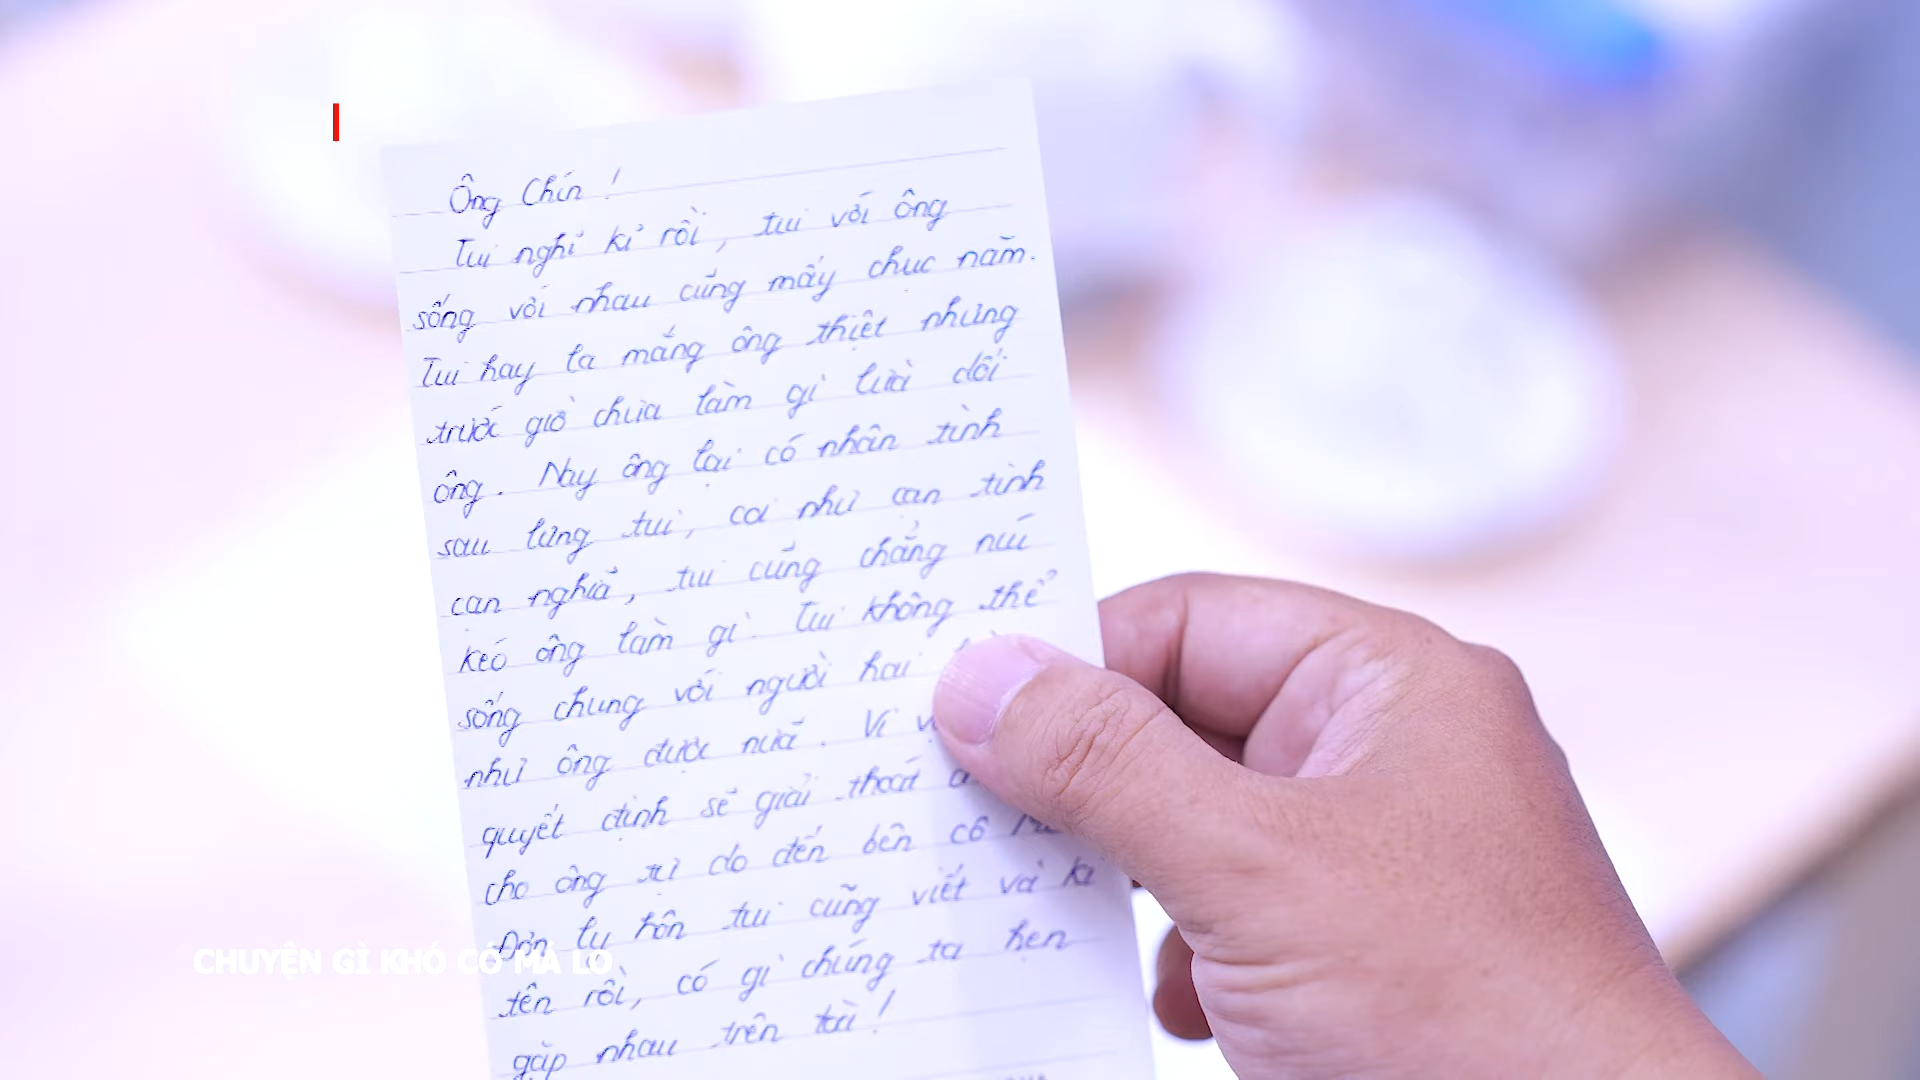 Ông Chín !
Tui nghĩ kĩ rồi, tui với ông
sống với nhau cũng mấy chục năm.
Tui hay la mắng ông thiệt nhưng
trước giờ chưa làm gì lừa dối
ông. Nay ông lại có nhân tình
sau lưng tui, coi như cạn tình
cạn nghĩa, tui cũng chẳng níu
kéo ông làm gì. Tui không thể
sống chung với người hai
như ông được nữa. Vì
quyết định sẽ giải thoát
cho ông tự do đến bên cô
Đơn ly hôn tui cũng viết và kí
tên rồi, có gì chúng ta hẹn
gặp nhau trên tòa !
CHUYỆN GÌ KHÓ CÓ MÁ LO